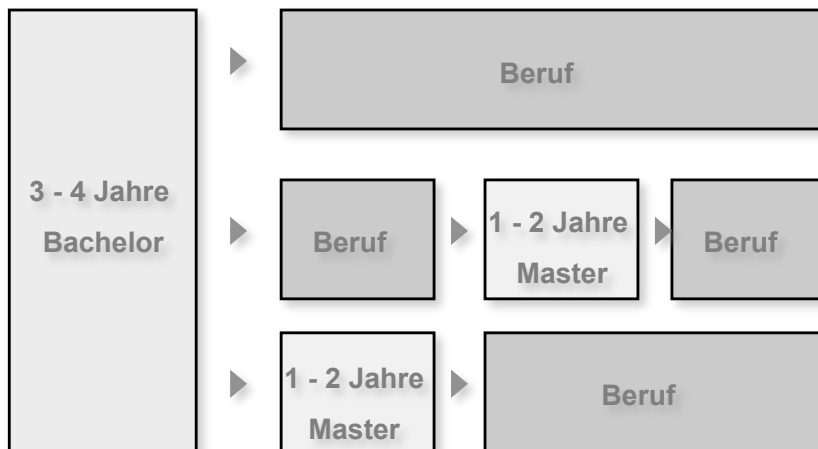 3 - 4 Jahre
Bachelor
Beruf
Beruf
1 - 2 Jahre
Master
Beruf
1 - 2 Jahre
Master
Beruf